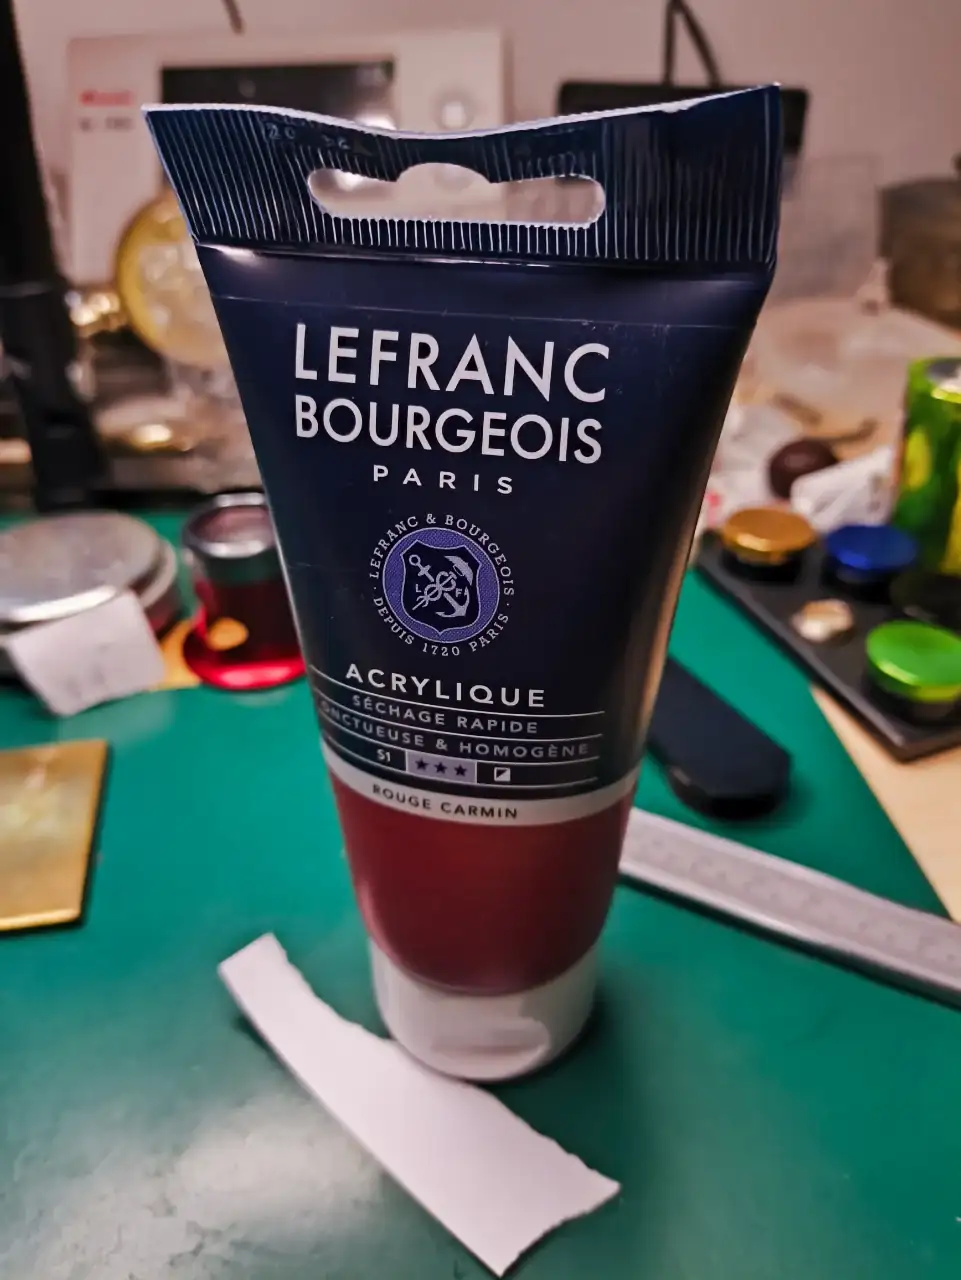 LEFRANC
BOURGEOIS
PARIS
LEFRANC & BOURGEOIS
· DEPUIS 1720 PARIS ·
L F
ACRYLIQUE
SÉCHAGE RAPIDE
ONCTUEUSE & HOMOGÈNE
S1 ★★★
ROUGE CARMIN